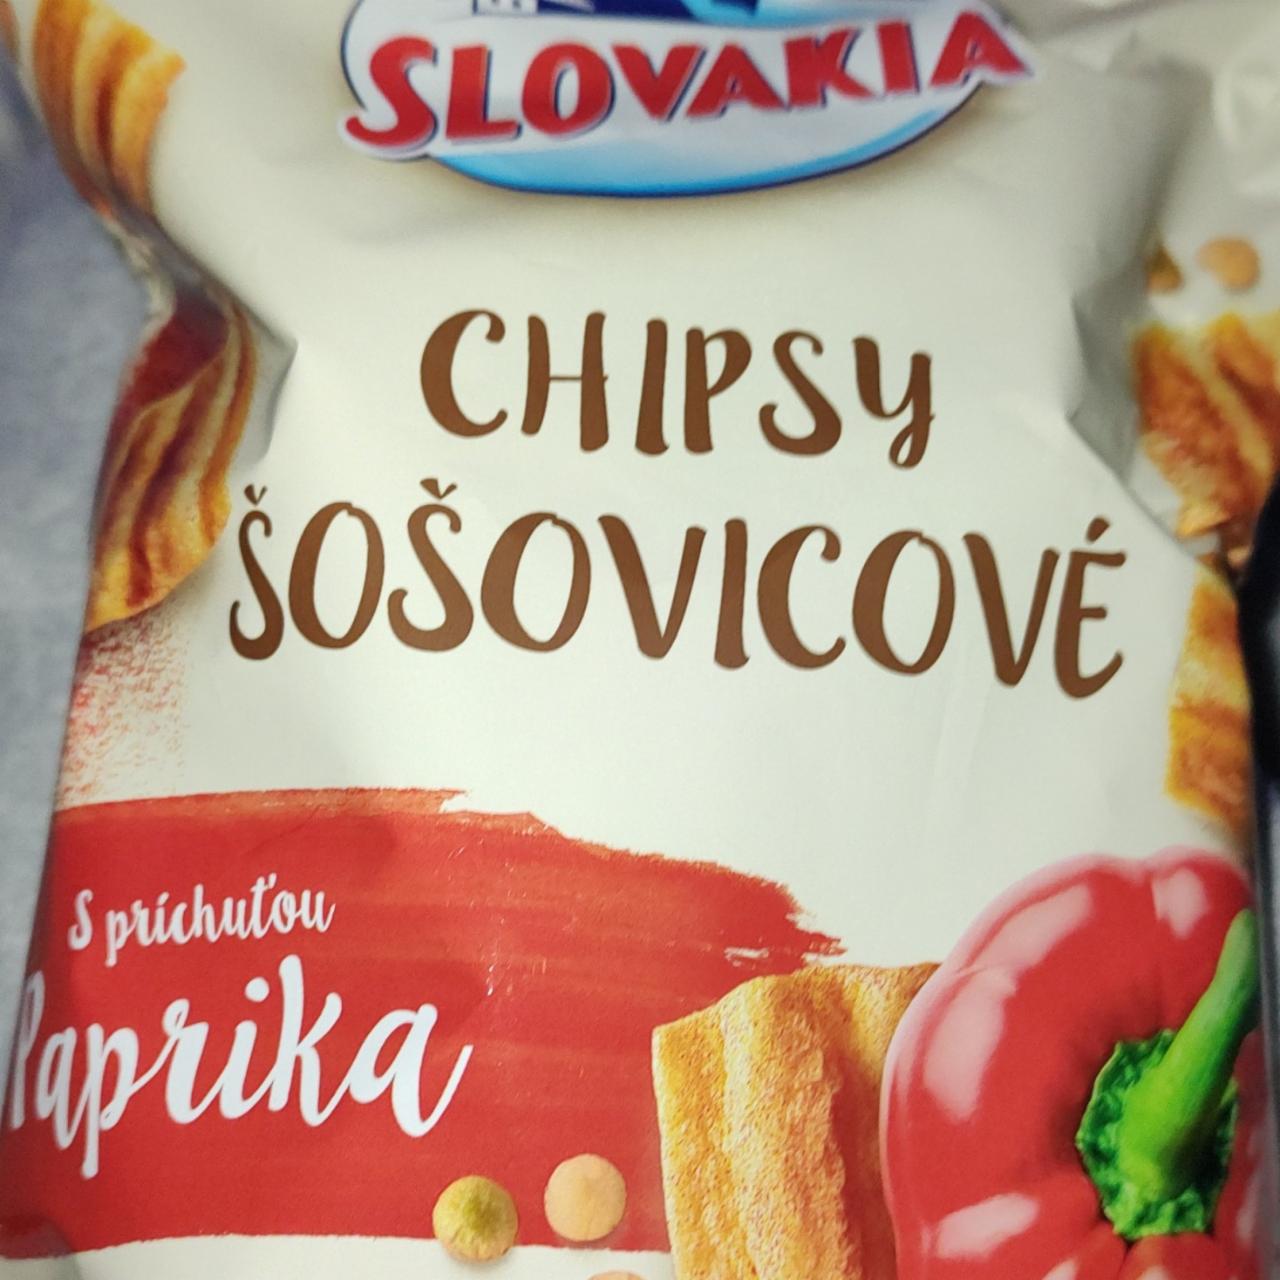 SLOVAKIA
CHIPSY
ŠOŠOVICOVÉ
S príchuťou
Paprika